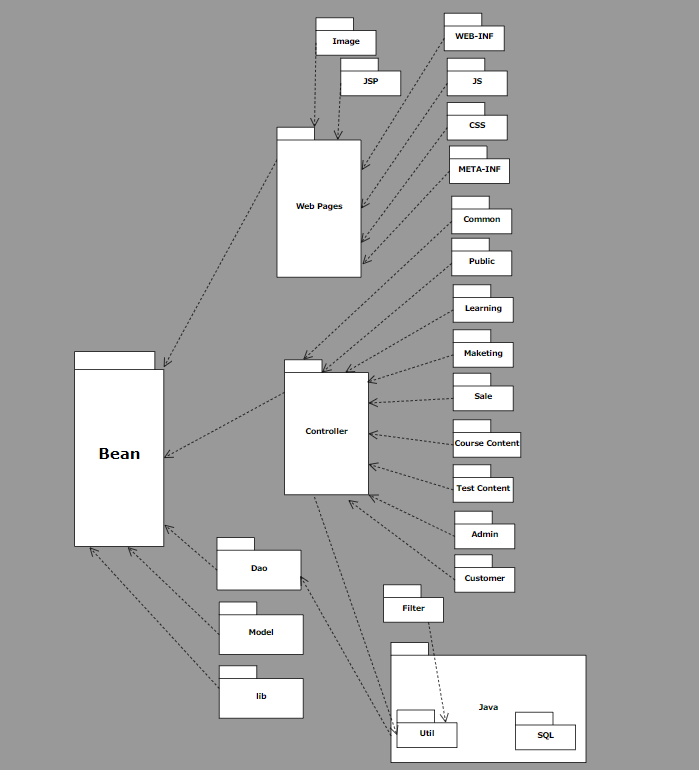 Image
WEB-INF
JSP
JS
CSS
META-INF
Web Pages
Common
Public
Learning
Maketing
Sale
Controller
Course Content
Bean
Test Content
Admin
Dao
Customer
Filter
Model
lib
Java
Util
SQL